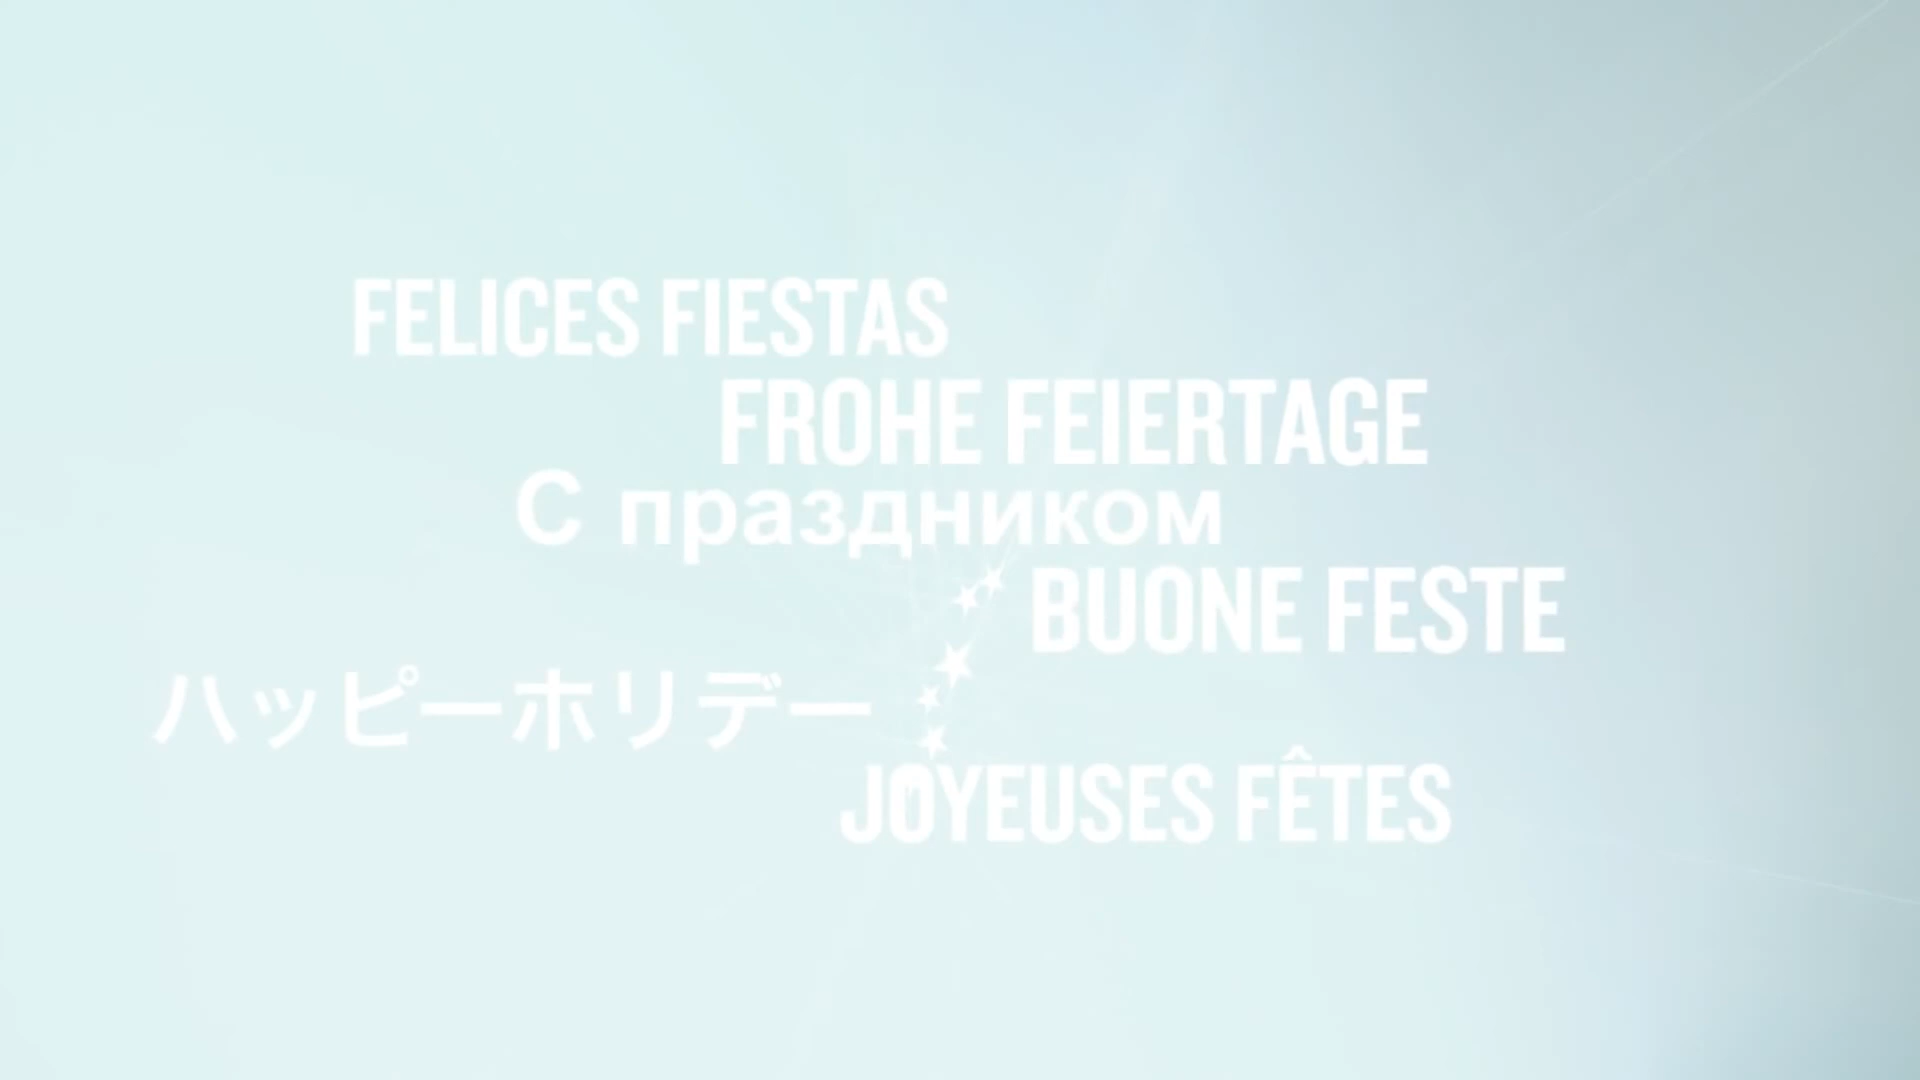 FELICES FIESTAS
FROHE FEIERTAGE
С праздником
BUONE FESTE
ハッピーホリデー
JOYEUSES FÊTES